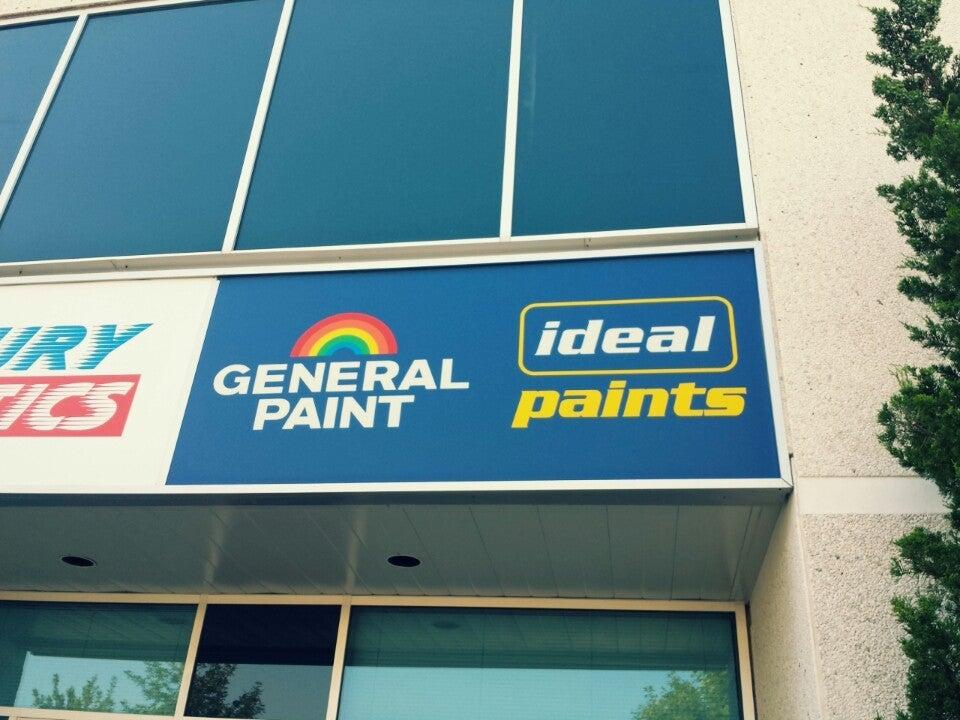 GENERAL
PAINT
ideal
paints